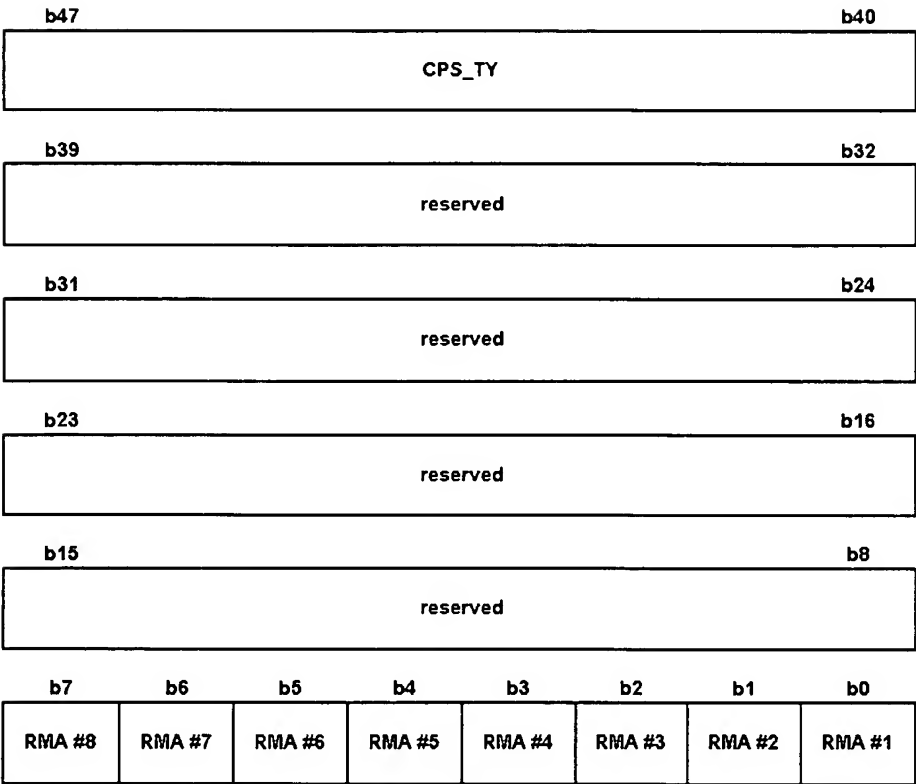 b47 b40
CPS_TY
b39 b32
reserved
b31 b24
reserved
b23 b16
reserved
b15 b8
reserved
b7 b6 b5 b4 b3 b2 b1 b0
RMA #8 RMA #7 RMA #6 RMA #5 RMA #4 RMA #3 RMA #2 RMA #1